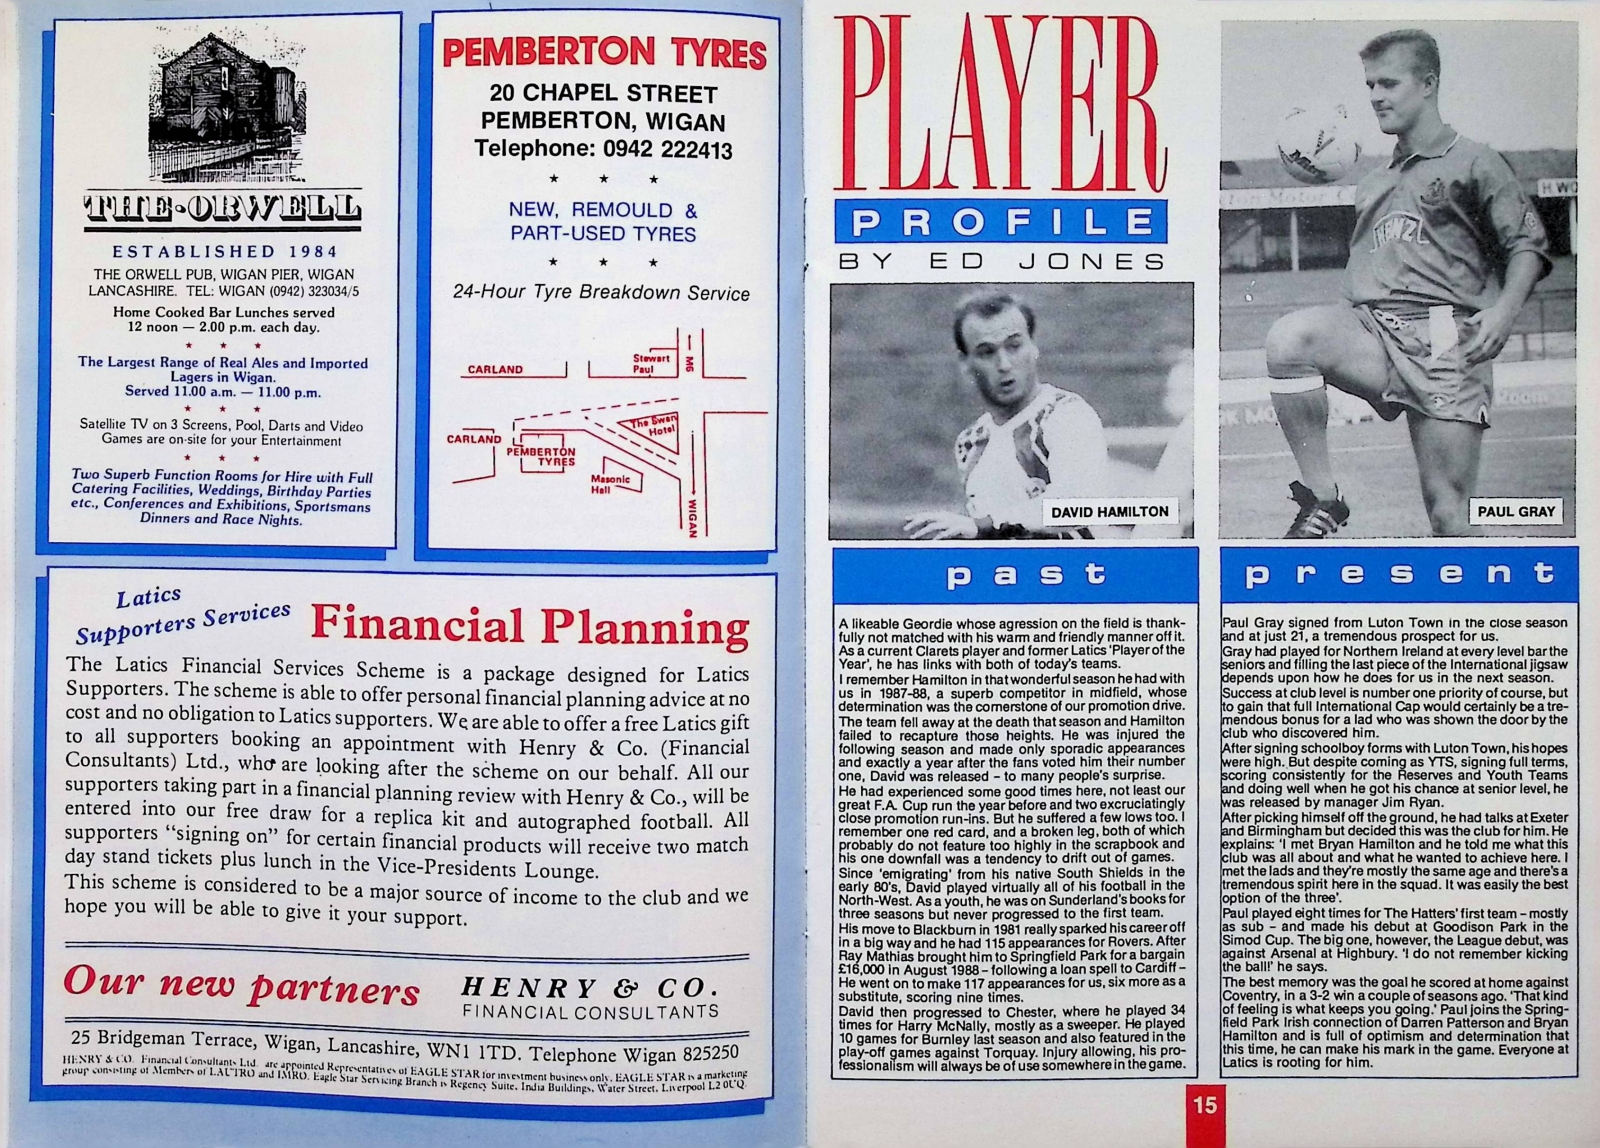 THE·ORWELL
ESTABLISHED 1984
THE ORWELL PUB, WIGAN PIER, WIGAN
LANCASHIRE. TEL: WIGAN (0942) 323034/5
Home Cooked Bar Lunches served
12 noon — 2.00 p.m. each day.
★ ★ ★
The Largest Range of Real Ales and Imported
Lagers in Wigan.
Served 11.00 a.m. — 11.00 p.m.
★ ★ ★
Satellite TV on 3 Screens, Pool, Darts and Video
Games are on-site for your Entertainment
★ ★ ★
Two Superb Function Rooms for Hire with Full
Catering Facilities, Weddings, Birthday Parties
etc., Conferences and Exhibitions, Sportsmans
Dinners and Race Nights.
PEMBERTON TYRES
20 CHAPEL STREET
PEMBERTON, WIGAN
Telephone: 0942 222413
★ ★ ★
NEW, REMOULD &
PART-USED TYRES
★ ★ ★
24-Hour Tyre Breakdown Service
CARLAND
Stewart
Paul
M6
The Swan
Hotel
CARLAND
PEMBERTON
TYRES
Masonic
Hall
WIGAN
Latics
Supporters Services
Financial Planning
The Latics Financial Services Scheme is a package designed for Latics
Supporters. The scheme is able to offer personal financial planning advice at no
cost and no obligation to Latics supporters. We are able to offer a free Latics gift
to all supporters booking an appointment with Henry & Co. (Financial
Consultants) Ltd., who are looking after the scheme on our behalf. All our
supporters taking part in a financial planning review with Henry & Co., will be
entered into our free draw for a replica kit and autographed football. All
supporters “signing on” for certain financial products will receive two match
day stand tickets plus lunch in the Vice-Presidents Lounge.
This scheme is considered to be a major source of income to the club and we
hope you will be able to give it your support.
Our new partners
HENRY & CO.
FINANCIAL CONSULTANTS
25 Bridgeman Terrace, Wigan, Lancashire, WN1 1TD. Telephone Wigan 825250
HENRY & CO. Financial Consultants Ltd. are appointed Representatives of EAGLE STAR for investment business only. EAGLE STAR is a marketing
group consisting of Members of LAUTRO and IMRO. Eagle Star Servicing Branch is Regency Suite, India Buildings, Water Street, Liverpool L2 0UQ.
PLAYER
PROFILE
BY ED JONES
DAVID HAMILTON
PAUL GRAY
past
A likeable Geordie whose agression on the field is thank-
fully not matched with his warm and friendly manner off it.
As a current Clarets player and former Latics 'Player of the
Year', he has links with both of today's teams.
I remember Hamilton in that wonderful season he had with
us in 1987-88, a superb competitor in midfield, whose
determination was the cornerstone of our promotion drive.
The team fell away at the death that season and Hamilton
failed to recapture those heights. He was injured the
following season and made only sporadic appearances
and exactly a year after the fans voted him their number
one, David was released – to many people's surprise.
He had experienced some good times here, not least our
great F.A. Cup run the year before and two excruciatingly
close promotion run-ins. But he suffered a few lows too. I
remember one red card, and a broken leg, both of which
probably do not feature too highly in the scrapbook and
his one downfall was a tendency to drift out of games.
Since 'emigrating' from his native South Shields in the
early 80's, David played virtually all of his football in the
North-West. As a youth, he was on Sunderland's books for
three seasons but never progressed to the first team.
His move to Blackburn in 1981 really sparked his career off
in a big way and he had 115 appearances for Rovers. After
Ray Mathias brought him to Springfield Park for a bargain
£16,000 in August 1988 – following a loan spell to Cardiff –
He went on to make 117 appearances for us, six more as a
substitute, scoring nine times.
David then progressed to Chester, where he played 34
times for Harry McNally, mostly as a sweeper. He played
10 games for Burnley last season and also featured in the
play-off games against Torquay. Injury allowing, his pro-
fessionalism will always be of use somewhere in the game.
present
Paul Gray signed from Luton Town in the close season
and at just 21, a tremendous prospect for us.
Gray had played for Northern Ireland at every level bar the
seniors and filling the last piece of the International jigsaw
depends upon how he does for us in the next season.
Success at club level is number one priority of course, but
to gain that full International Cap would certainly be a tre-
mendous bonus for a lad who was shown the door by the
club who discovered him.
After signing schoolboy forms with Luton Town, his hopes
were high. But despite coming as YTS, signing full terms,
scoring consistently for the Reserves and Youth Teams
and doing well when he got his chance at senior level, he
was released by manager Jim Ryan.
After picking himself off the ground, he had talks at Exeter
and Birmingham but decided this was the club for him. He
explains: 'I met Bryan Hamilton and he told me what this
club was all about and what he wanted to achieve here. I
met the lads and they're mostly the same age and there's a
tremendous spirit here in the squad. It was easily the best
option of the three'.
Paul played eight times for The Hatters' first team – mostly
as sub – and made his debut at Goodison Park in the
Simod Cup. The big one, however, the League debut, was
against Arsenal at Highbury. 'I do not remember kicking
the ball!' he says.
The best memory was the goal he scored at home against
Coventry, in a 3-2 win a couple of seasons ago. 'That kind
of feeling is what keeps you going.' Paul joins the Spring-
field Park Irish connection of Darren Patterson and Bryan
Hamilton and is full of optimism and determination that
this time, he can make his mark in the game. Everyone at
Latics is rooting for him.
15